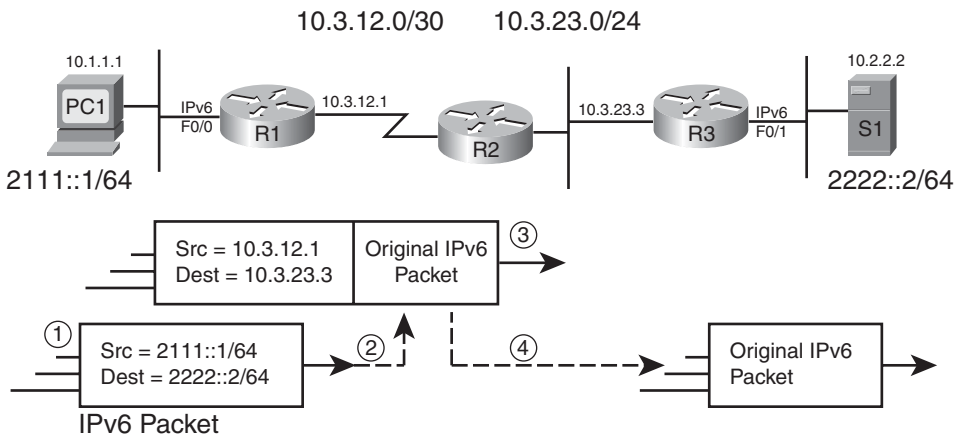 10.3.12.0/30 10.3.23.0/24
10.1.1.1
10.2.2.2
PC1
IPv6
F0/0
R1
10.3.12.1
R2
10.3.23.3
R3
IPv6
F0/1
S1
2111::1/64
2222::2/64
Src = 10.3.12.1
Dest = 10.3.23.3
Original IPv6
Packet
3
1
Src = 2111::1/64
Dest = 2222::2/64
2
4
Original IPv6
Packet
IPv6 Packet